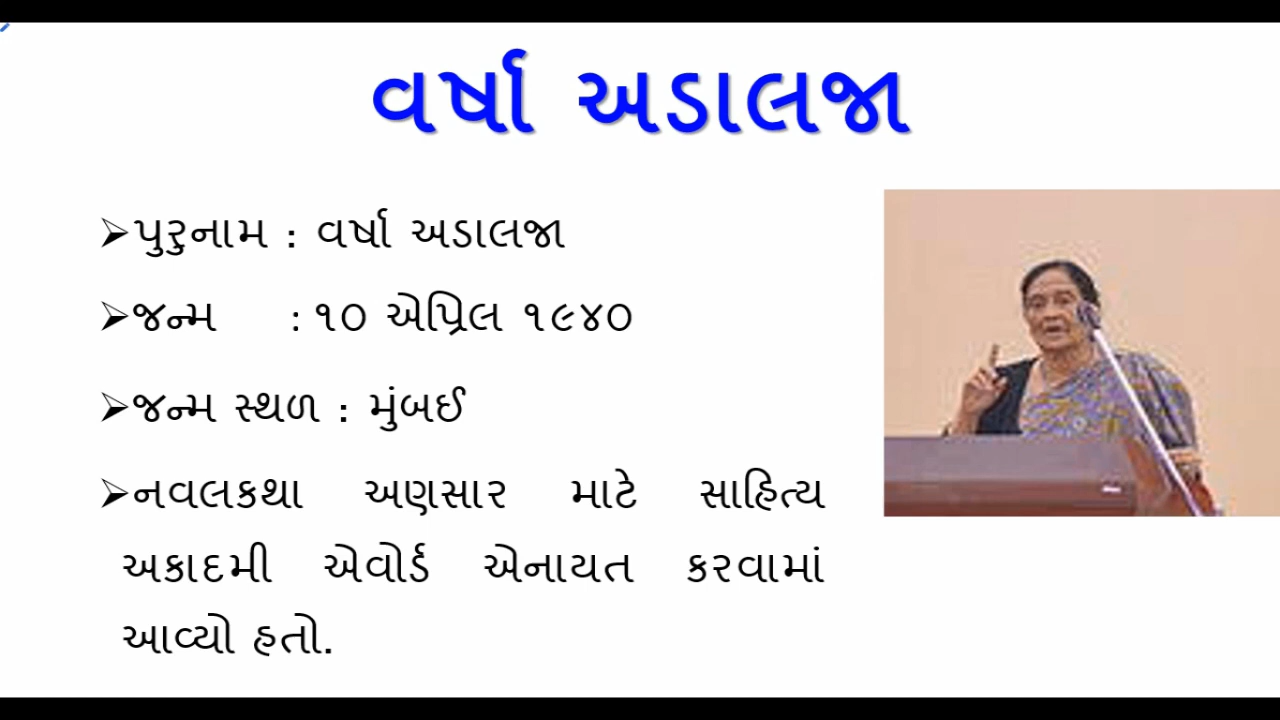 વર્ષા અડાલજા
➢પુરુનામ : વર્ષા અડાલજા
➢જન્મ : ૧૦ એપ્રિલ ૧૯૪૦
➢જન્મ સ્થળ : મુંબઈ
➢નવલકથા અણસાર માટે સાહિત્ય
અકાદમી એવોર્ડ એનાયત કરવામાં
આવ્યો હતો.